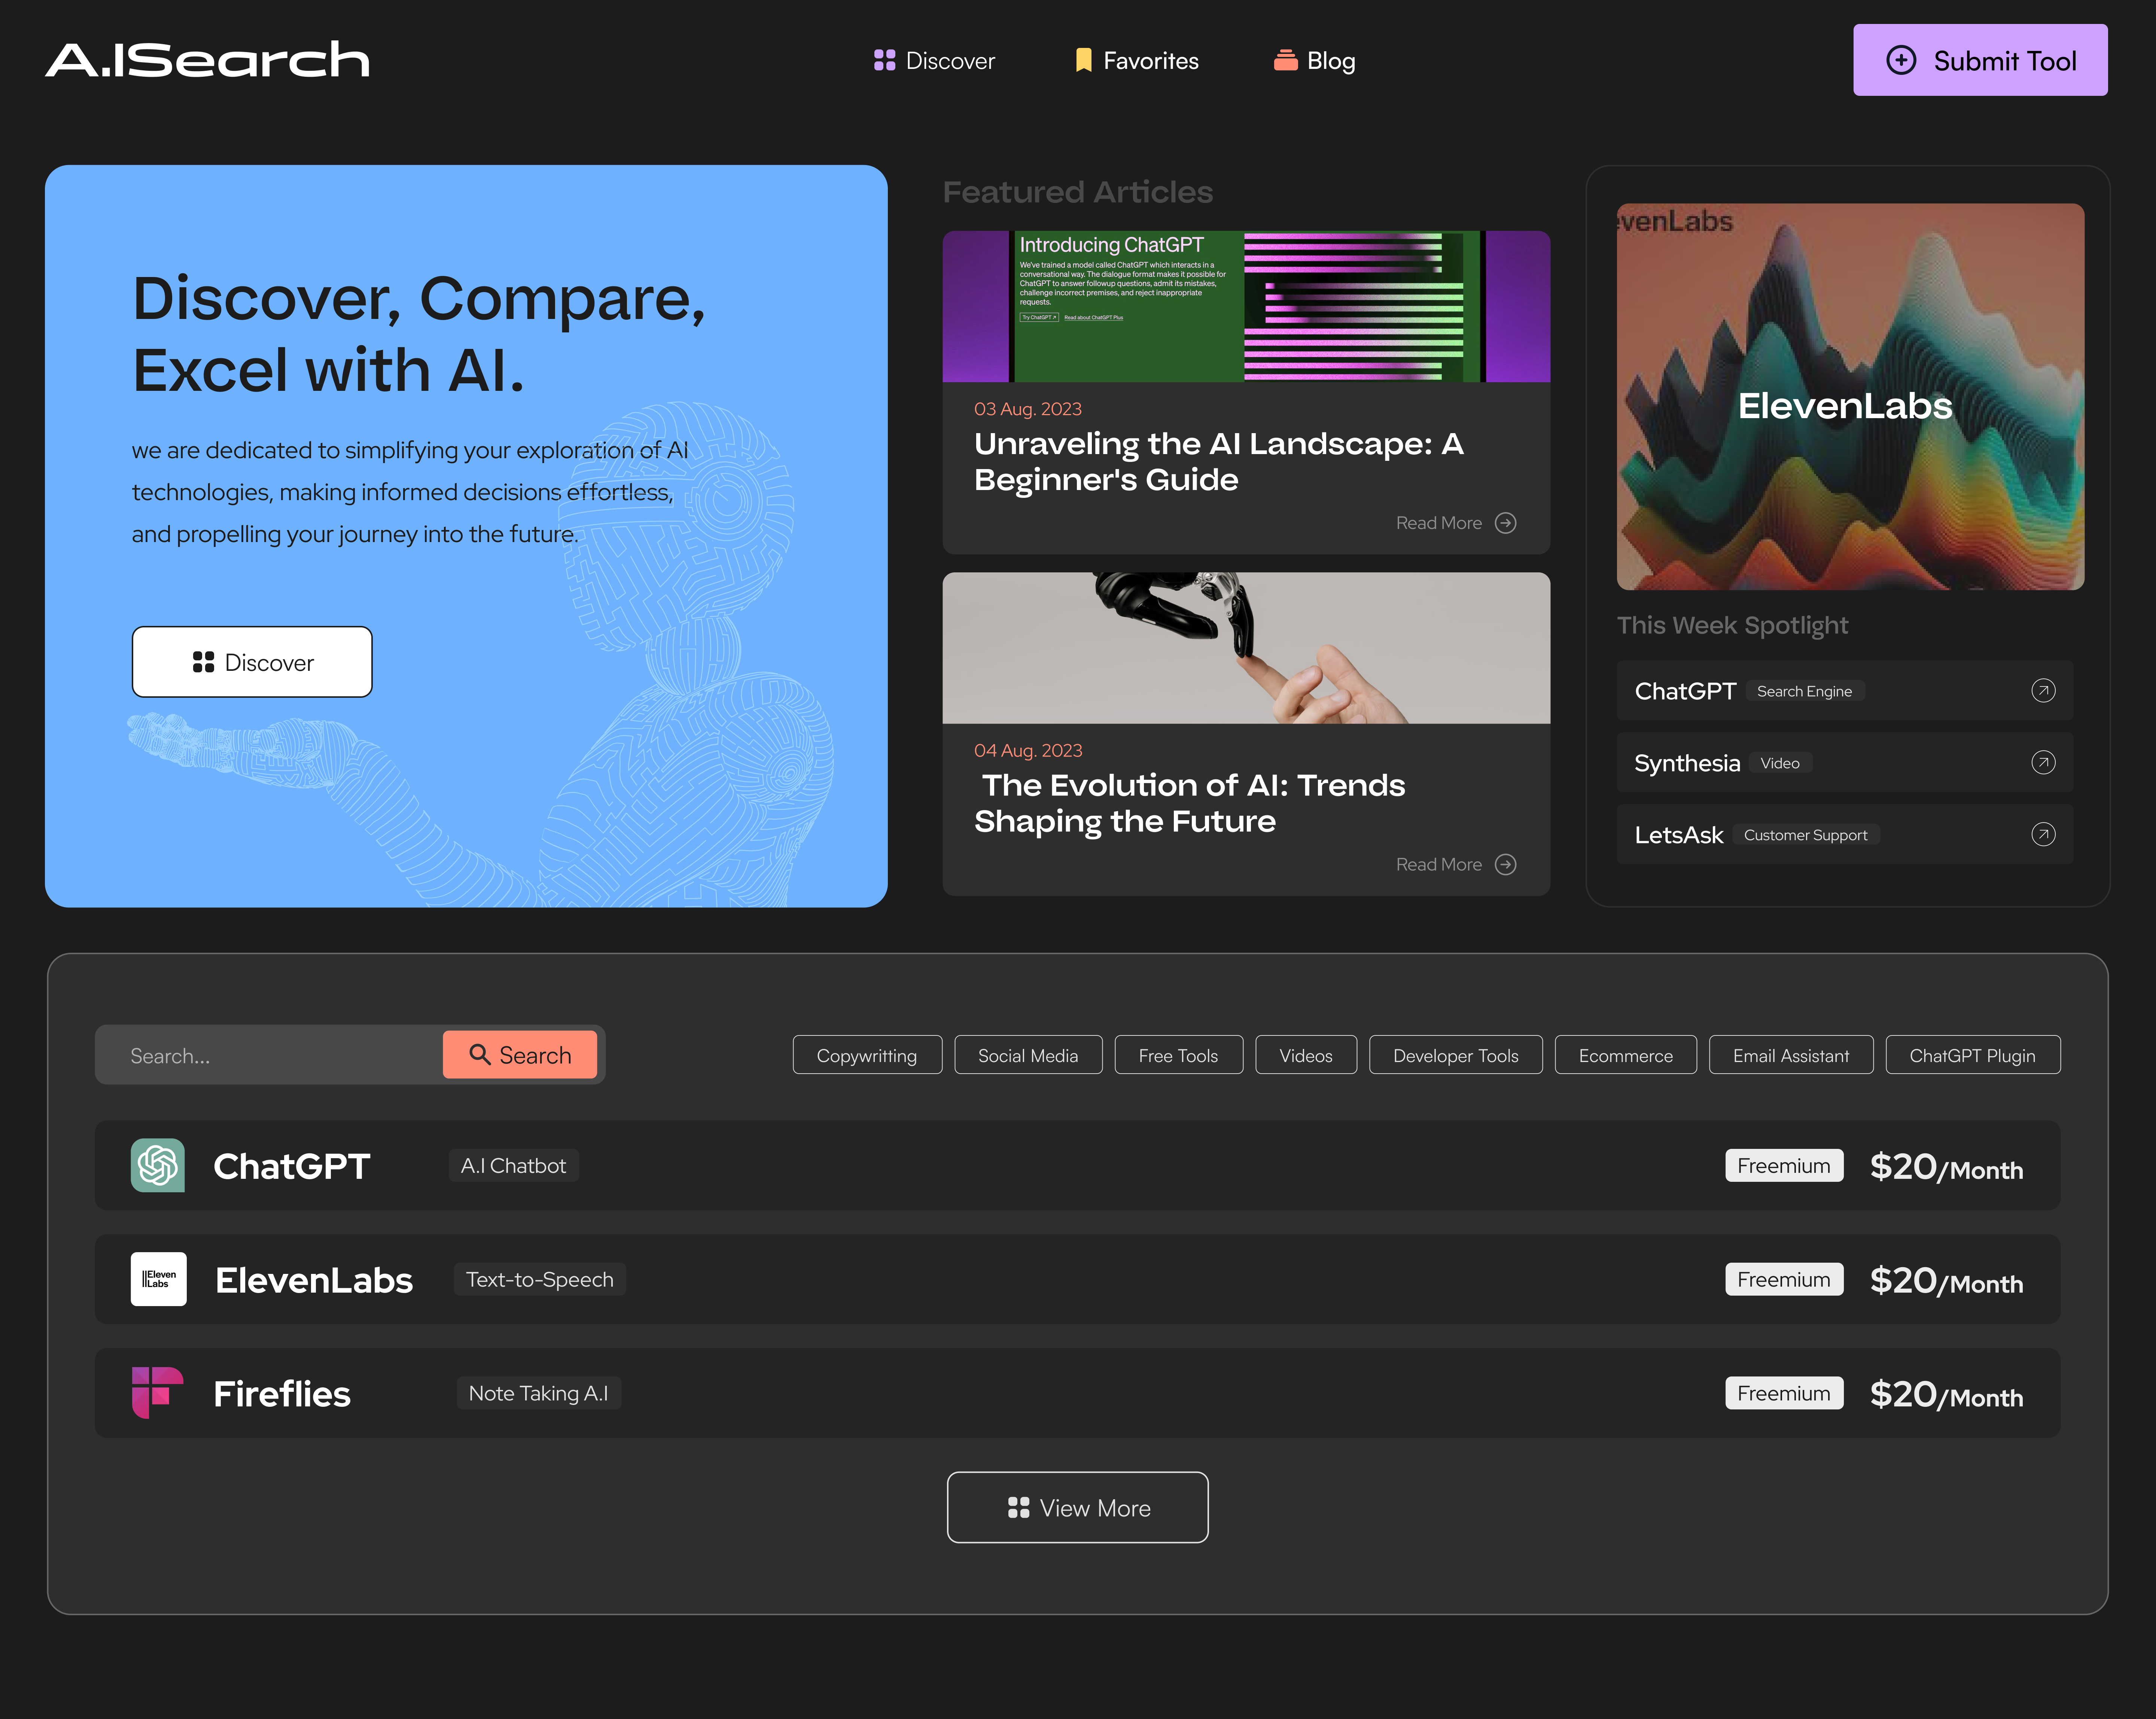 A.ISearch
Discover
Favorites
Blog
Submit Tool
Discover, Compare,
Excel with AI.
we are dedicated to simplifying your exploration of AI
technologies, making informed decisions effortless,
and propelling your journey into the future.
Discover
Featured Articles
Introducing ChatGPT
We've trained a model called ChatGPT which interacts in a
conversational way. The dialogue format makes it possible for
ChatGPT to answer followup questions, admit its mistakes,
challenge incorrect premises, and reject inappropriate
requests.
Try ChatGPT ↗ Read about ChatGPT Plus
03 Aug. 2023
Unraveling the AI Landscape: A
Beginner's Guide
Read More
04 Aug. 2023
The Evolution of AI: Trends
Shaping the Future
Read More
evenLabs
ElevenLabs
This Week Spotlight
ChatGPT Search Engine
Synthesia Video
LetsAsk Customer Support
Search...
Search
Copywritting
Social Media
Free Tools
Videos
Developer Tools
Ecommerce
Email Assistant
ChatGPT Plugin
ChatGPT
A.I Chatbot
Freemium
$20/Month
||Eleven
Labs
ElevenLabs
Text-to-Speech
Freemium
$20/Month
Fireflies
Note Taking A.I
Freemium
$20/Month
View More